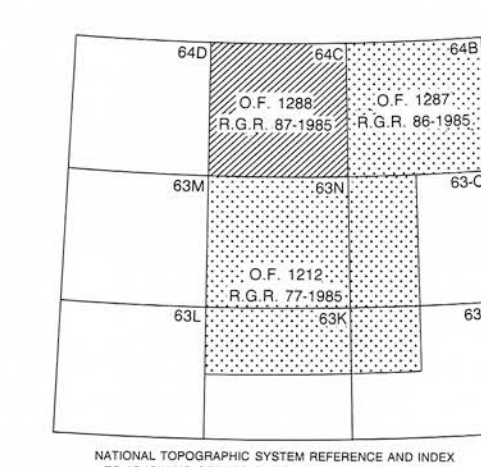 64D
64C
64B
O.F. 1288
R.G.R. 87-1985
O.F. 1287
R.G.R. 86-1985
63M
63N
O.F. 1212
R.G.R. 77-1985
63L
63K
63
NATIONAL TOPOGRAPHIC SYSTEM REFERENCE AND INDEX